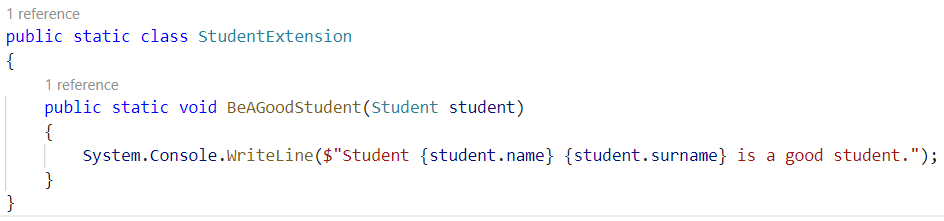 1 reference
public static class StudentExtension
{
1 reference
public static void BeAGoodStudent(Student student)
{
System.Console.WriteLine($"Student {student.name} {student.surname} is a good student.");
}
}